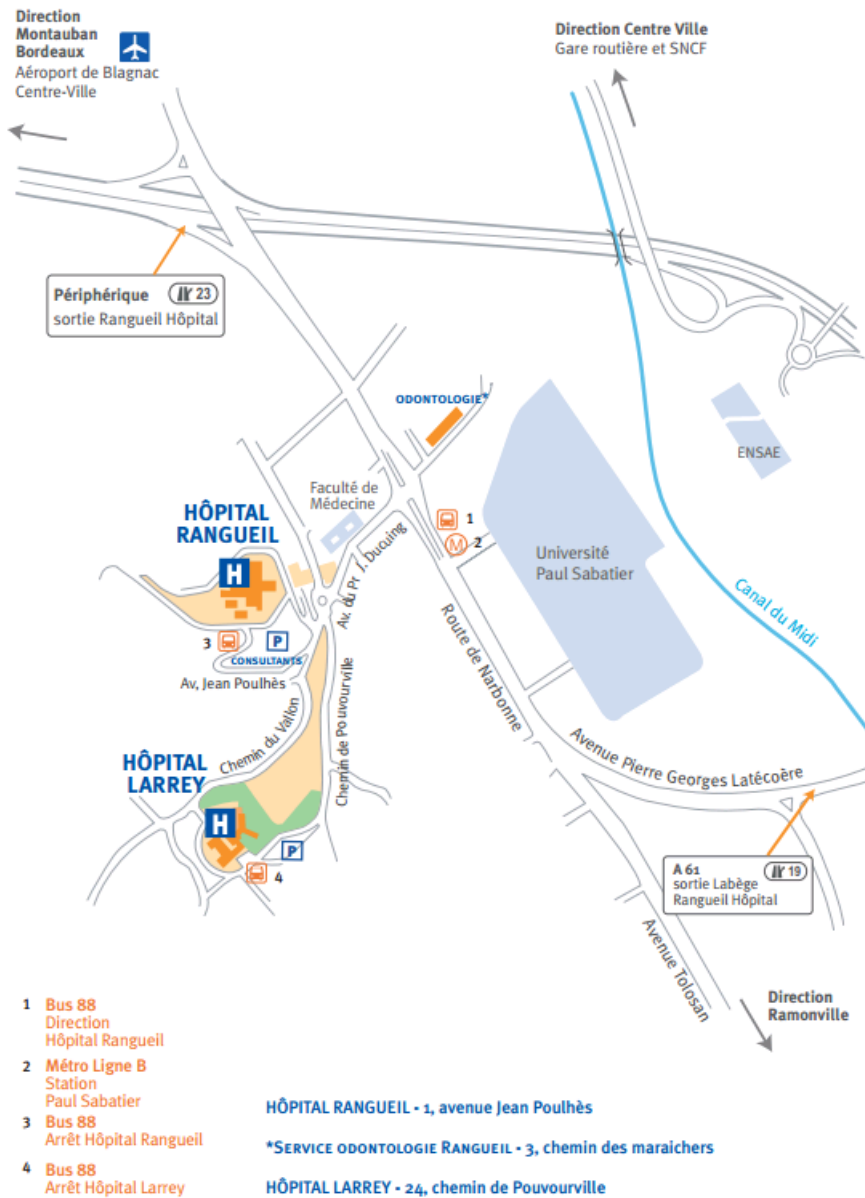 Direction
Montauban
Bordeaux
Aéroport de Blagnac
Centre-Ville
Direction Centre Ville
Gare routière et SNCF
Périphérique 23
sortie Rangueil Hôpital
ODONTOLOGIE*
ENSAE
Faculté de
Médecine
HÔPITAL
RANGUEIL
H
1
M 2
Université
Paul Sabatier
Av. du Pr J. Ducuing
Canal du Midi
3
P
CONSULTANTS
Route de Narbonne
Av, Jean Poulhès
Chemin du Vallon
Chemin de Pouvourville
HÔPITAL
LARREY
H
P
4
Avenue Pierre Georges Latécoère
A 61 19
sortie Labège
Rangueil Hôpital
Avenue Tolosan
Direction
Ramonville
1 Bus 88
Direction
Hôpital Rangueil
2 Métro Ligne B
Station
Paul Sabatier
3 Bus 88
Arrêt Hôpital Rangueil
4 Bus 88
Arrêt Hôpital Larrey
HÔPITAL RANGUEIL - 1, avenue Jean Poulhès
*SERVICE ODONTOLOGIE RANGUEIL - 3, chemin des maraichers
HÔPITAL LARREY - 24, chemin de Pouvourville